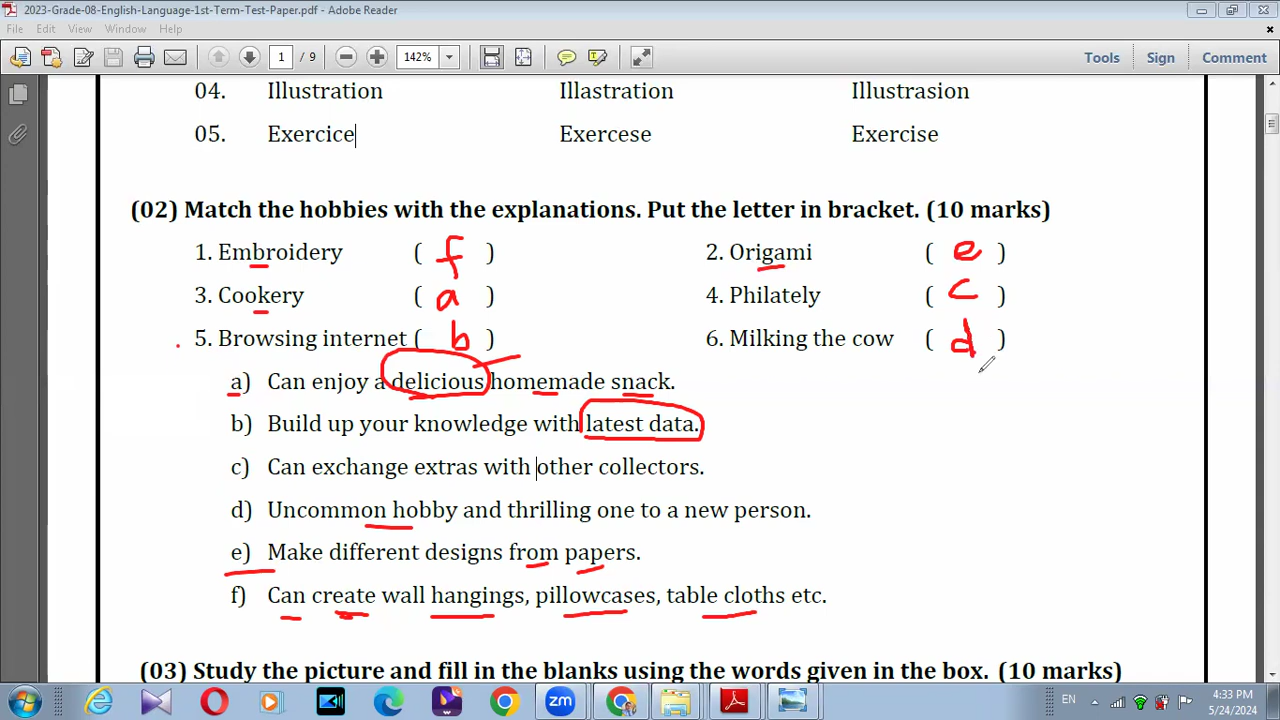 2023-Grade-08-English-Language-1st-Term-Test-Paper.pdf - Adobe Reader
File Edit View Window Help
1 / 9 142% Tools Sign Comment
04. Illustration Illastration Illustrasion
05. Exercice Exercese Exercise
(02) Match the hobbies with the explanations. Put the letter in bracket. (10 marks)
1. Embroidery ( f ) 2. Origami ( e )
3. Cookery ( a ) 4. Philately ( c )
5. Browsing internet ( b ) 6. Milking the cow ( d )
a) Can enjoy a delicious homemade snack.
b) Build up your knowledge with latest data.
c) Can exchange extras with other collectors.
d) Uncommon hobby and thrilling one to a new person.
e) Make different designs from papers.
f) Can create wall hangings, pillowcases, table cloths etc.
(03) Study the picture and fill in the blanks using the words given in the box. (10 marks)
zm EN 4:33 PM
5/24/2024